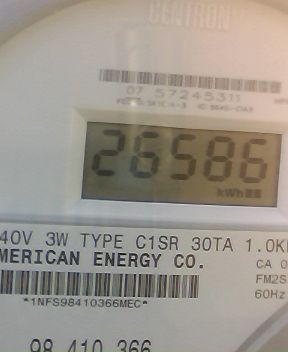 CENTRON
07 57245311
26586
kWh
40V 3W TYPE C1SR 30TA 1.0K
MERICAN ENERGY CO.
CA 0
FM2S
*1NFS98410366MEC*
60Hz
98 410 366